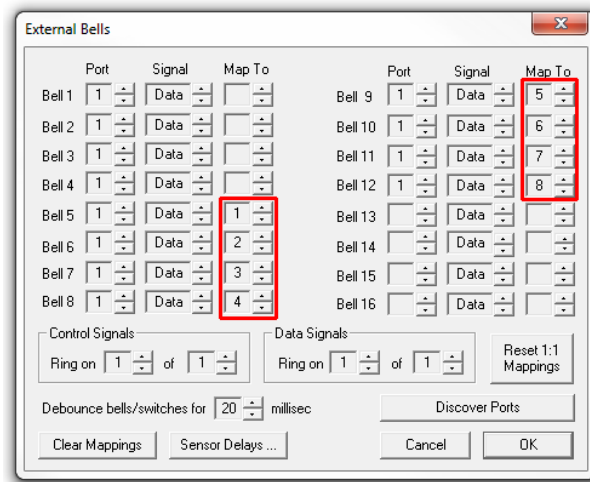 External Bells
Port Signal Map To Port Signal Map To
Bell 1 1 Data Bell 9 1 Data 5
Bell 2 1 Data Bell 10 1 Data 6
Bell 3 1 Data Bell 11 1 Data 7
Bell 4 1 Data Bell 12 1 Data 8
Bell 5 1 Data 1 Bell 13 Data
Bell 6 1 Data 2 Bell 14 Data
Bell 7 1 Data 3 Bell 15 Data
Bell 8 1 Data 4 Bell 16 Data
Control Signals Data Signals
Ring on 1 of 1 Ring on 1 of 1 Reset 1:1
Mappings
Debounce bells/switches for 20 millisec Discover Ports
Clear Mappings Sensor Delays ... Cancel OK